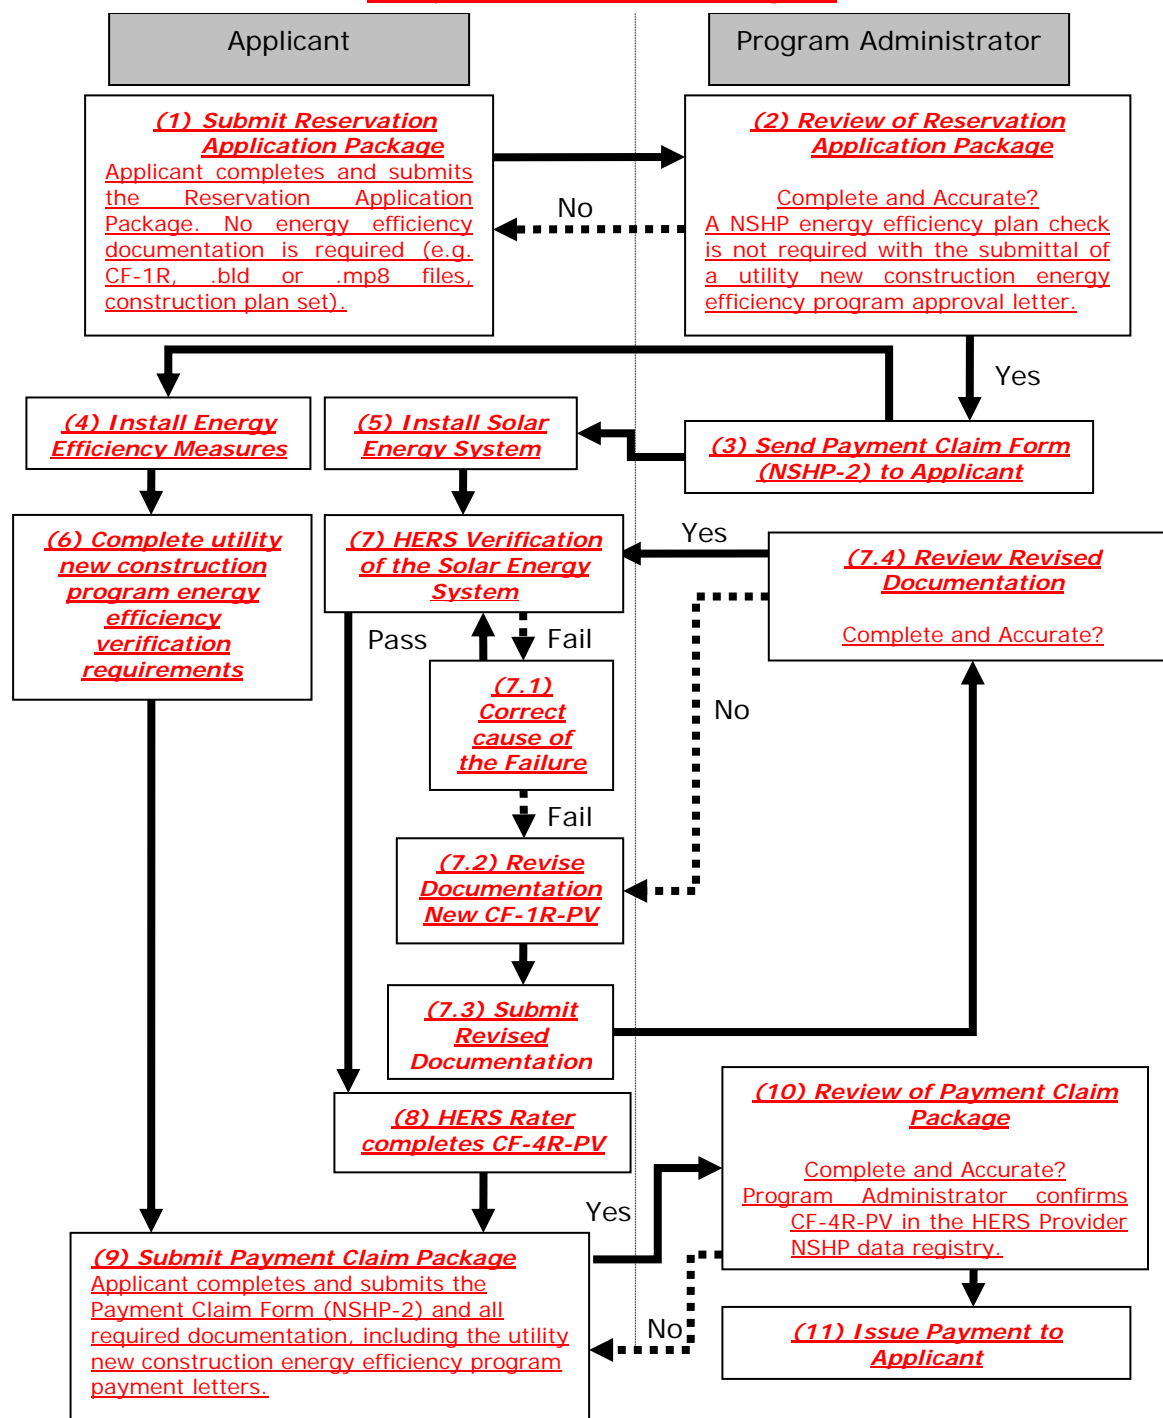 Applicant
Program Administrator
(1) Submit Reservation
Application Package
Applicant completes and submits
the Reservation Application
Package. No energy efficiency
documentation is required (e.g.
CF-1R, .bld or .mp8 files,
construction plan set).
(2) Review of Reservation
Application Package
Complete and Accurate?
A NSHP energy efficiency plan check
is not required with the submittal of
a utility new construction energy
efficiency program approval letter.
No
Yes
(4) Install Energy
Efficiency Measures
(5) Install Solar
Energy System
(3) Send Payment Claim Form
(NSHP-2) to Applicant
(6) Complete utility
new construction
program energy
efficiency
verification
requirements
(7) HERS Verification
of the Solar Energy
System
Yes
(7.4) Review Revised
Documentation
Complete and Accurate?
Pass
Fail
(7.1)
Correct
cause of
the Failure
No
Fail
(7.2) Revise
Documentation
New CF-1R-PV
(7.3) Submit
Revised
Documentation
(8) HERS Rater
completes CF-4R-PV
(10) Review of Payment Claim
Package
Complete and Accurate?
Program Administrator confirms
CF-4R-PV in the HERS Provider
NSHP data registry.
Yes
(9) Submit Payment Claim Package
Applicant completes and submits the
Payment Claim Form (NSHP-2) and all
required documentation, including the utility
new construction energy efficiency program
payment letters.
No
(11) Issue Payment to
Applicant